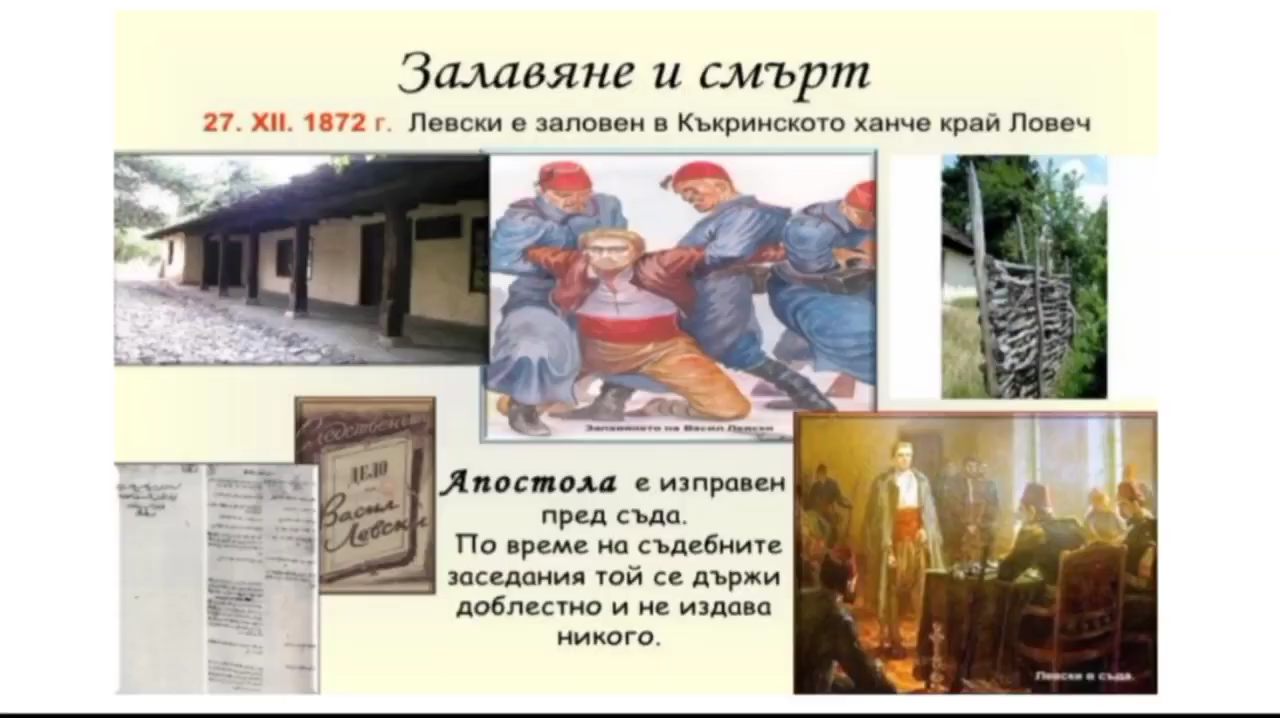 Залавяне и смърт
27. XII. 1872 г. Левски е заловен в Къкринското ханче край Ловеч
Залавянето на Васил Левски
Следствено
ДЕЛО
Васил
Левски
Апостола е изправен
пред съда.
По време на съдебните
заседания той се държи
доблестно и не издава
никого.
Левски в съда.